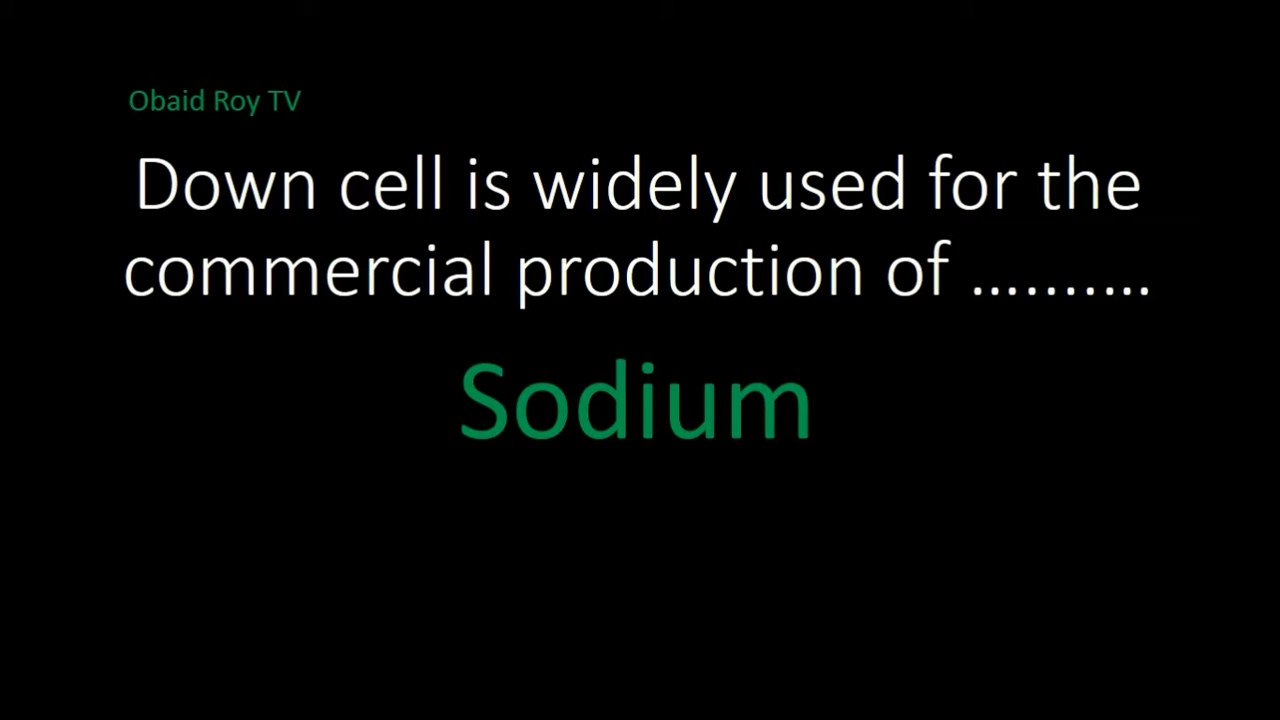 Obaid Roy TV
Down cell is widely used for the
commercial production of ……....…
Sodium